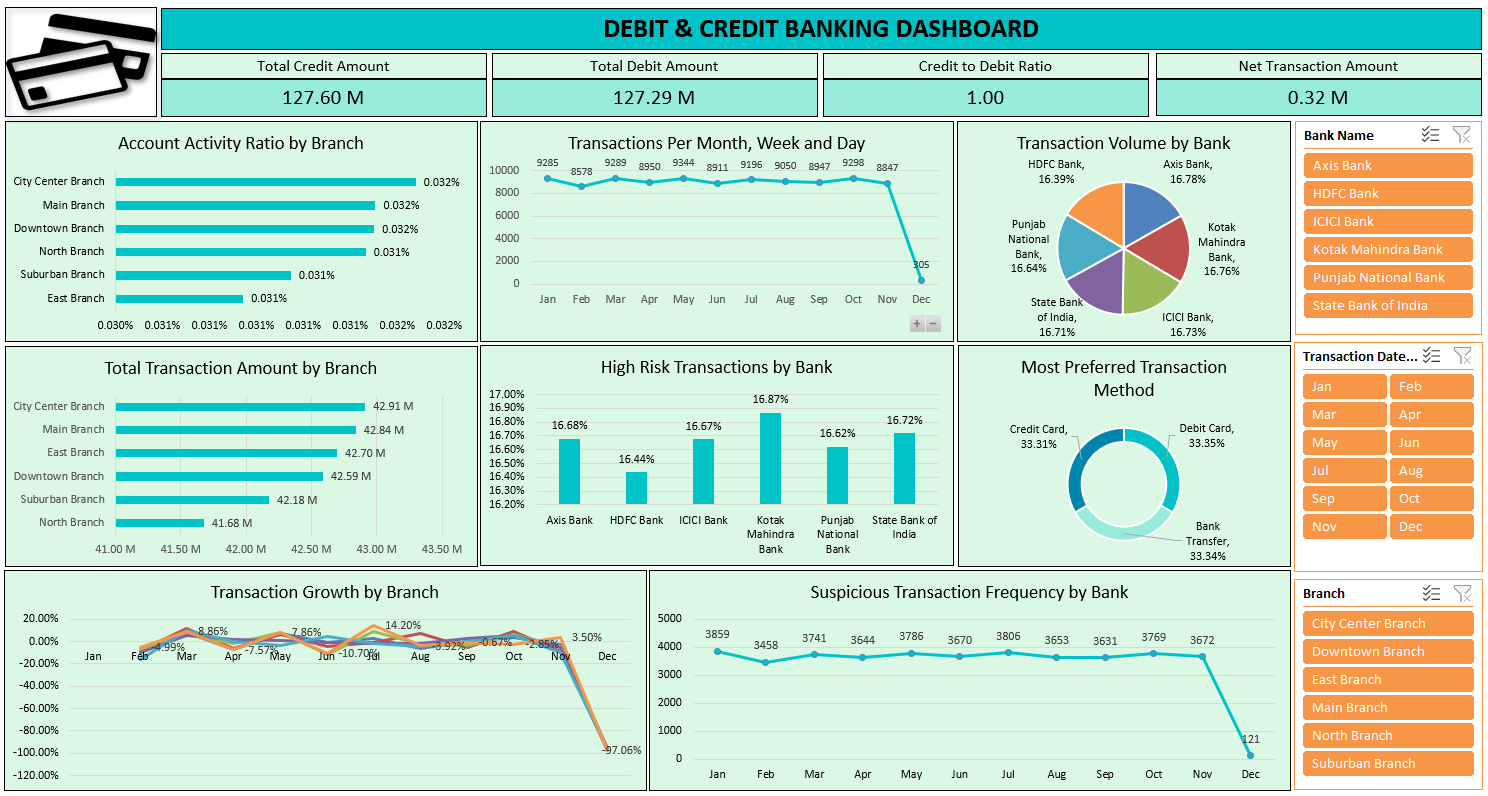 DEBIT & CREDIT BANKING DASHBOARD
Total Credit Amount
127.60 M
Total Debit Amount
127.29 M
Credit to Debit Ratio
1.00
Net Transaction Amount
0.32 M
Account Activity Ratio by Branch
City Center Branch 0.032%
Main Branch 0.032%
Downtown Branch 0.032%
North Branch 0.031%
Suburban Branch 0.031%
East Branch 0.031%
0.030% 0.031% 0.031% 0.031% 0.031% 0.031% 0.032% 0.032%
Transactions Per Month, Week and Day
9285 8578 9289 8950 9344 8911 9196 9050 8947 9298 8847 305
10000
8000
6000
4000
2000
0
Jan Feb Mar Apr May Jun Jul Aug Sep Oct Nov Dec
+ −
Transaction Volume by Bank
HDFC Bank,
16.39%
Axis Bank,
16.78%
Punjab
National
Bank,
16.64%
Kotak
Mahindra
Bank,
16.76%
State Bank
of India,
16.71%
ICICI Bank,
16.73%
Bank Name
Axis Bank
HDFC Bank
ICICI Bank
Kotak Mahindra Bank
Punjab National Bank
State Bank of India
Total Transaction Amount by Branch
City Center Branch 42.91 M
Main Branch 42.84 M
East Branch 42.70 M
Downtown Branch 42.59 M
Suburban Branch 42.18 M
North Branch 41.68 M
41.00 M 41.50 M 42.00 M 42.50 M 43.00 M 43.50 M
High Risk Transactions by Bank
17.00%
16.90%
16.80%
16.70%
16.60%
16.50%
16.40%
16.30%
16.20%
16.68% 16.44% 16.67% 16.87% 16.62% 16.72%
Axis Bank HDFC Bank ICICI Bank Kotak Mahindra Bank Punjab National Bank State Bank of India
Most Preferred Transaction
Method
Credit Card,
33.31%
Debit Card,
33.35%
Bank
Transfer,
33.34%
Transaction Date...
Jan Feb
Mar Apr
May Jun
Jul Aug
Sep Oct
Nov Dec
Transaction Growth by Branch
20.00%
0.00%
-20.00%
-40.00%
-60.00%
-80.00%
-100.00%
-120.00%
-4.99% 8.86% -7.57% 7.86% -10.70% 14.20% -3.92% -0.67% -2.85% 3.50% -97.06%
Jan Feb Mar Apr May Jun Jul Aug Sep Oct Nov Dec
Suspicious Transaction Frequency by Bank
5000
4000
3000
2000
1000
0
3859 3458 3741 3644 3786 3670 3806 3653 3631 3769 3672 121
Jan Feb Mar Apr May Jun Jul Aug Sep Oct Nov Dec
Branch
City Center Branch
Downtown Branch
East Branch
Main Branch
North Branch
Suburban Branch